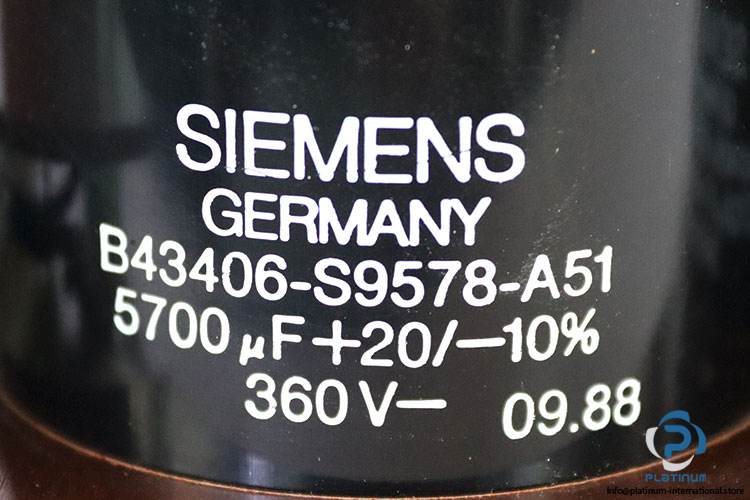 SIEMENS
GERMANY
B43406-S9578-A51
5700 µF +20/–10%
360 V– 09.88
PLATINUM
Info@platinum-international.store